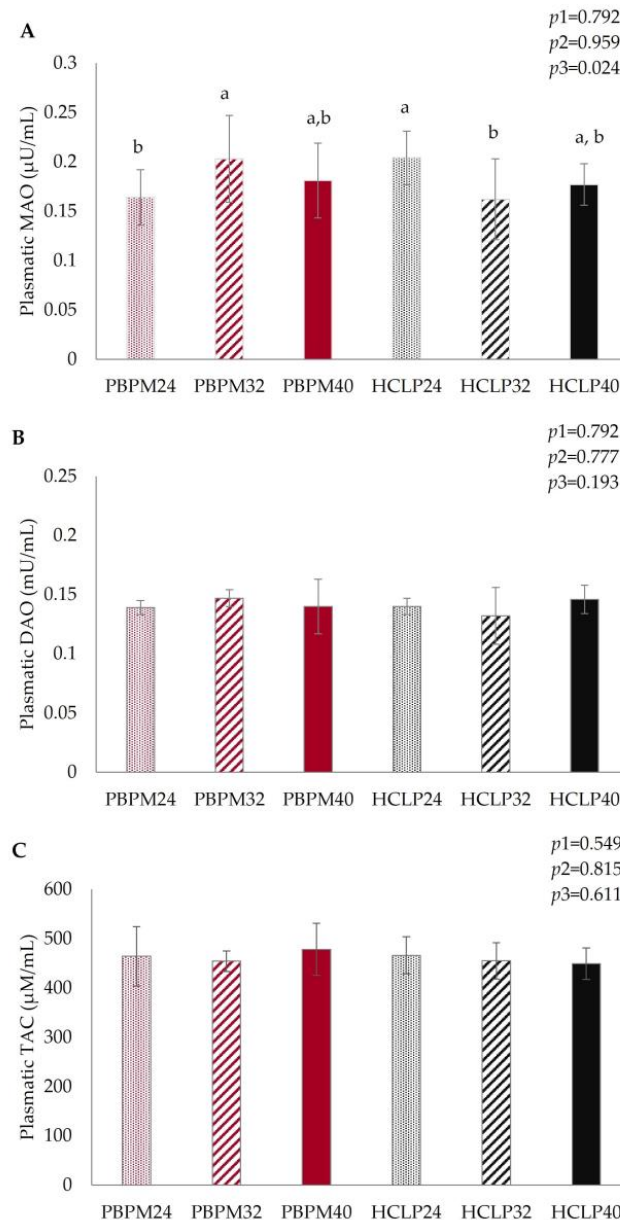 A
p1=0.792
p2=0.959
p3=0.024
Plasmatic MAO (µU/mL)
0.3
0.25
0.2
0.15
0.1
0.05
0
b
a
a,b
a
b
a, b
PBPM24 PBPM32 PBPM40 HCLP24 HCLP32 HCLP40
B
p1=0.792
p2=0.777
p3=0.193
Plasmatic DAO (mU/mL)
0.25
0.2
0.15
0.1
0.05
0
PBPM24 PBPM32 PBPM40 HCLP24 HCLP32 HCLP40
C
p1=0.549
p2=0.815
p3=0.611
Plasmatic TAC (µM/mL)
600
500
400
300
200
100
0
PBPM24 PBPM32 PBPM40 HCLP24 HCLP32 HCLP40